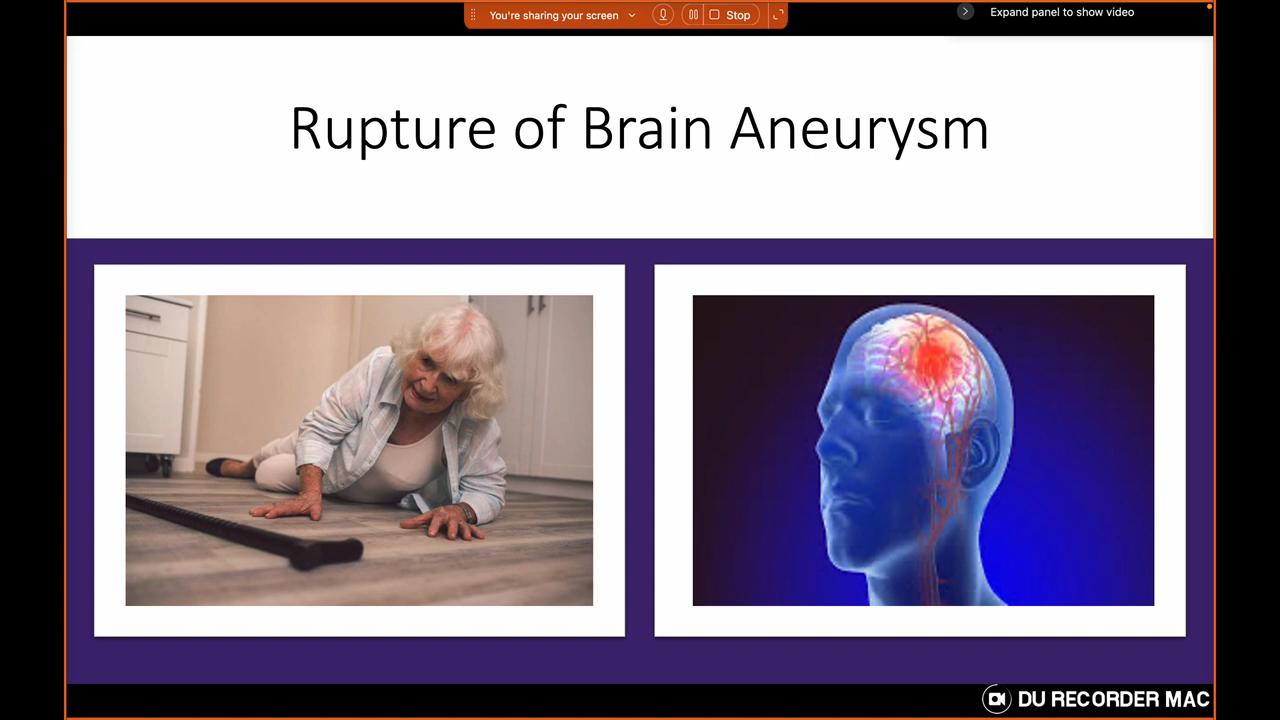 You're sharing your screen
Stop
Expand panel to show video
Rupture of Brain Aneurysm
DU RECORDER MAC